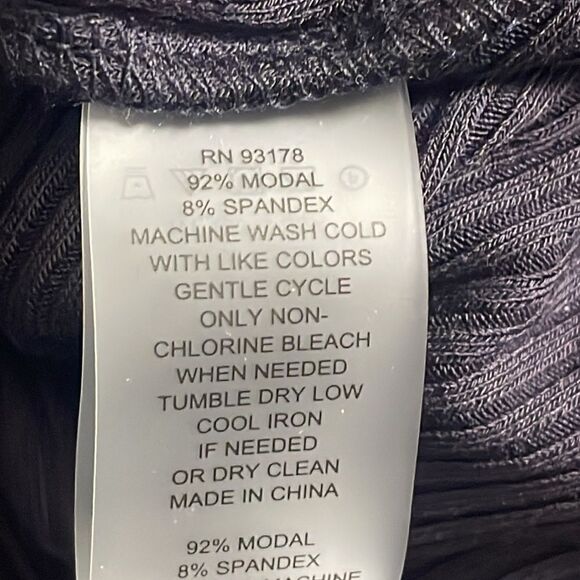 RN 93178
92% MODAL
8% SPANDEX
MACHINE WASH COLD
WITH LIKE COLORS
GENTLE CYCLE
ONLY NON-
CHLORINE BLEACH
WHEN NEEDED
TUMBLE DRY LOW
COOL IRON
IF NEEDED
OR DRY CLEAN
MADE IN CHINA
92% MODAL
8% SPANDEX
MACHINE